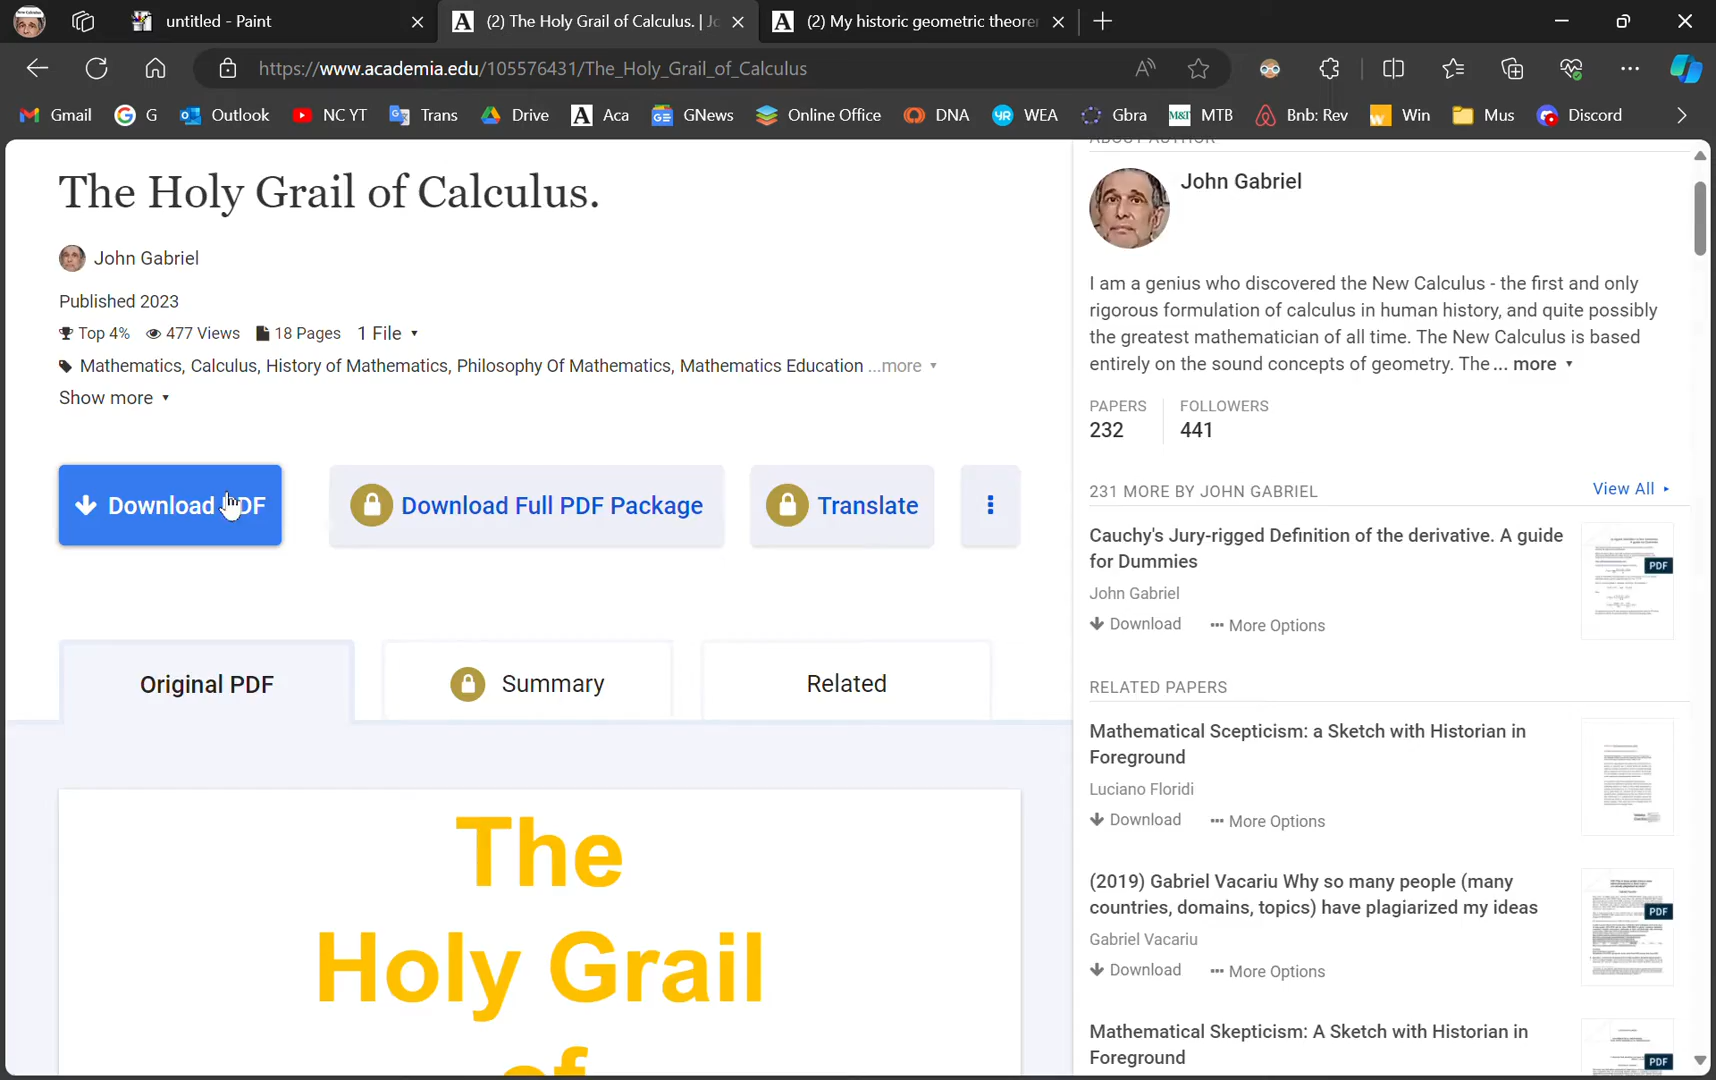 untitled - Paint
(2) The Holy Grail of Calculus. | Jo
(2) My historic geometric theorem
https://www.academia.edu/105576431/The_Holy_Grail_of_Calculus
Gmail G Outlook NC YT Trans Drive Aca GNews Online Office DNA WEA Gbra MTB Bnb: Rev Win Mus Discord
The Holy Grail of Calculus.
John Gabriel
Published 2023
Top 4% 477 Views 18 Pages 1 File
Mathematics, Calculus, History of Mathematics, Philosophy Of Mathematics, Mathematics Education ...more
Show more
Download PDF
Download Full PDF Package
Translate
Original PDF
Summary
Related
The
Holy Grail
of
ABOUT AUTHOR
John Gabriel
I am a genius who discovered the New Calculus - the first and only
rigorous formulation of calculus in human history, and quite possibly
the greatest mathematician of all time. The New Calculus is based
entirely on the sound concepts of geometry. The... more
PAPERS FOLLOWERS
232 441
231 MORE BY JOHN GABRIEL View All
Cauchy's Jury-rigged Definition of the derivative. A guide
for Dummies
John Gabriel
Download ••• More Options
PDF
RELATED PAPERS
Mathematical Scepticism: a Sketch with Historian in
Foreground
Luciano Floridi
Download ••• More Options
(2019) Gabriel Vacariu Why so many people (many
countries, domains, topics) have plagiarized my ideas
Gabriel Vacariu
Download ••• More Options
PDF
Mathematical Skepticism: A Sketch with Historian in
Foreground
PDF